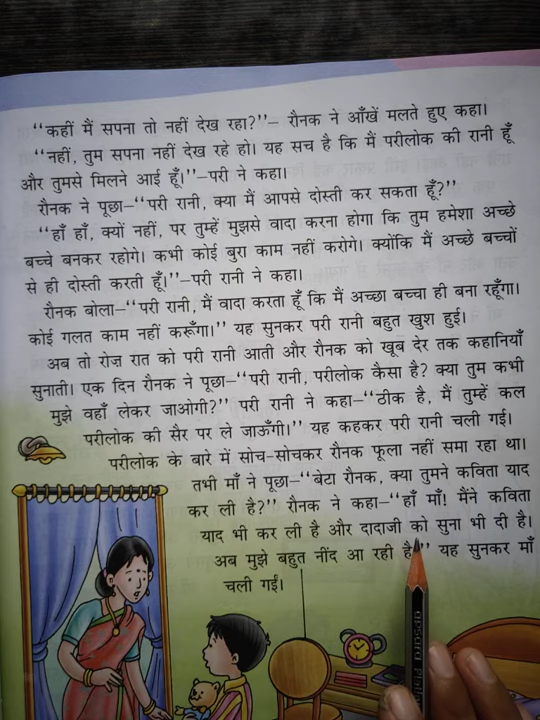 ‘‘कहीं मैं सपना तो नहीं देख रहा?’’– रौनक ने आँखें मलते हुए कहा।
‘‘नहीं, तुम सपना नहीं देख रहे हो। यह सच है कि मैं परीलोक की रानी हूँ
और तुमसे मिलने आई हूँ।’’–परी ने कहा।
रौनक ने पूछा–‘‘परी रानी, क्या मैं आपसे दोस्ती कर सकता हूँ?’’
‘‘हाँ हाँ, क्यों नहीं, पर तुम्हें मुझसे वादा करना होगा कि तुम हमेशा अच्छे
बच्चे बनकर रहोगे। कभी कोई बुरा काम नहीं करोगे। क्योंकि मैं अच्छे बच्चों
से ही दोस्ती करती हूँ।’’–परी रानी ने कहा।
रौनक बोला–‘‘परी रानी, मैं वादा करता हूँ कि मैं अच्छा बच्चा ही बना रहूँगा।
कोई गलत काम नहीं करूँगा।’’ यह सुनकर परी रानी बहुत खुश हुई।
अब तो रोज़ रात को परी रानी आती और रौनक को खूब देर तक कहानियाँ
सुनाती। एक दिन रौनक ने पूछा–‘‘परी रानी, परीलोक कैसा है? क्या तुम कभी
मुझे वहाँ लेकर जाओगी?’’ परी रानी ने कहा–‘‘ठीक है, मैं तुम्हें कल
परीलोक की सैर पर ले जाऊँगी।’’ यह कहकर परी रानी चली गई।
परीलोक के बारे में सोच-सोचकर रौनक फूला नहीं समा रहा था।
तभी माँ ने पूछा–‘‘बेटा रौनक, क्या तुमने कविता याद
कर ली है?’’ रौनक ने कहा–‘‘हाँ माँ! मैंने कविता
याद भी कर ली है और दादाजी को सुना भी दी है।
अब मुझे बहुत नींद आ रही है।’’ यह सुनकर माँ
चली गईं।